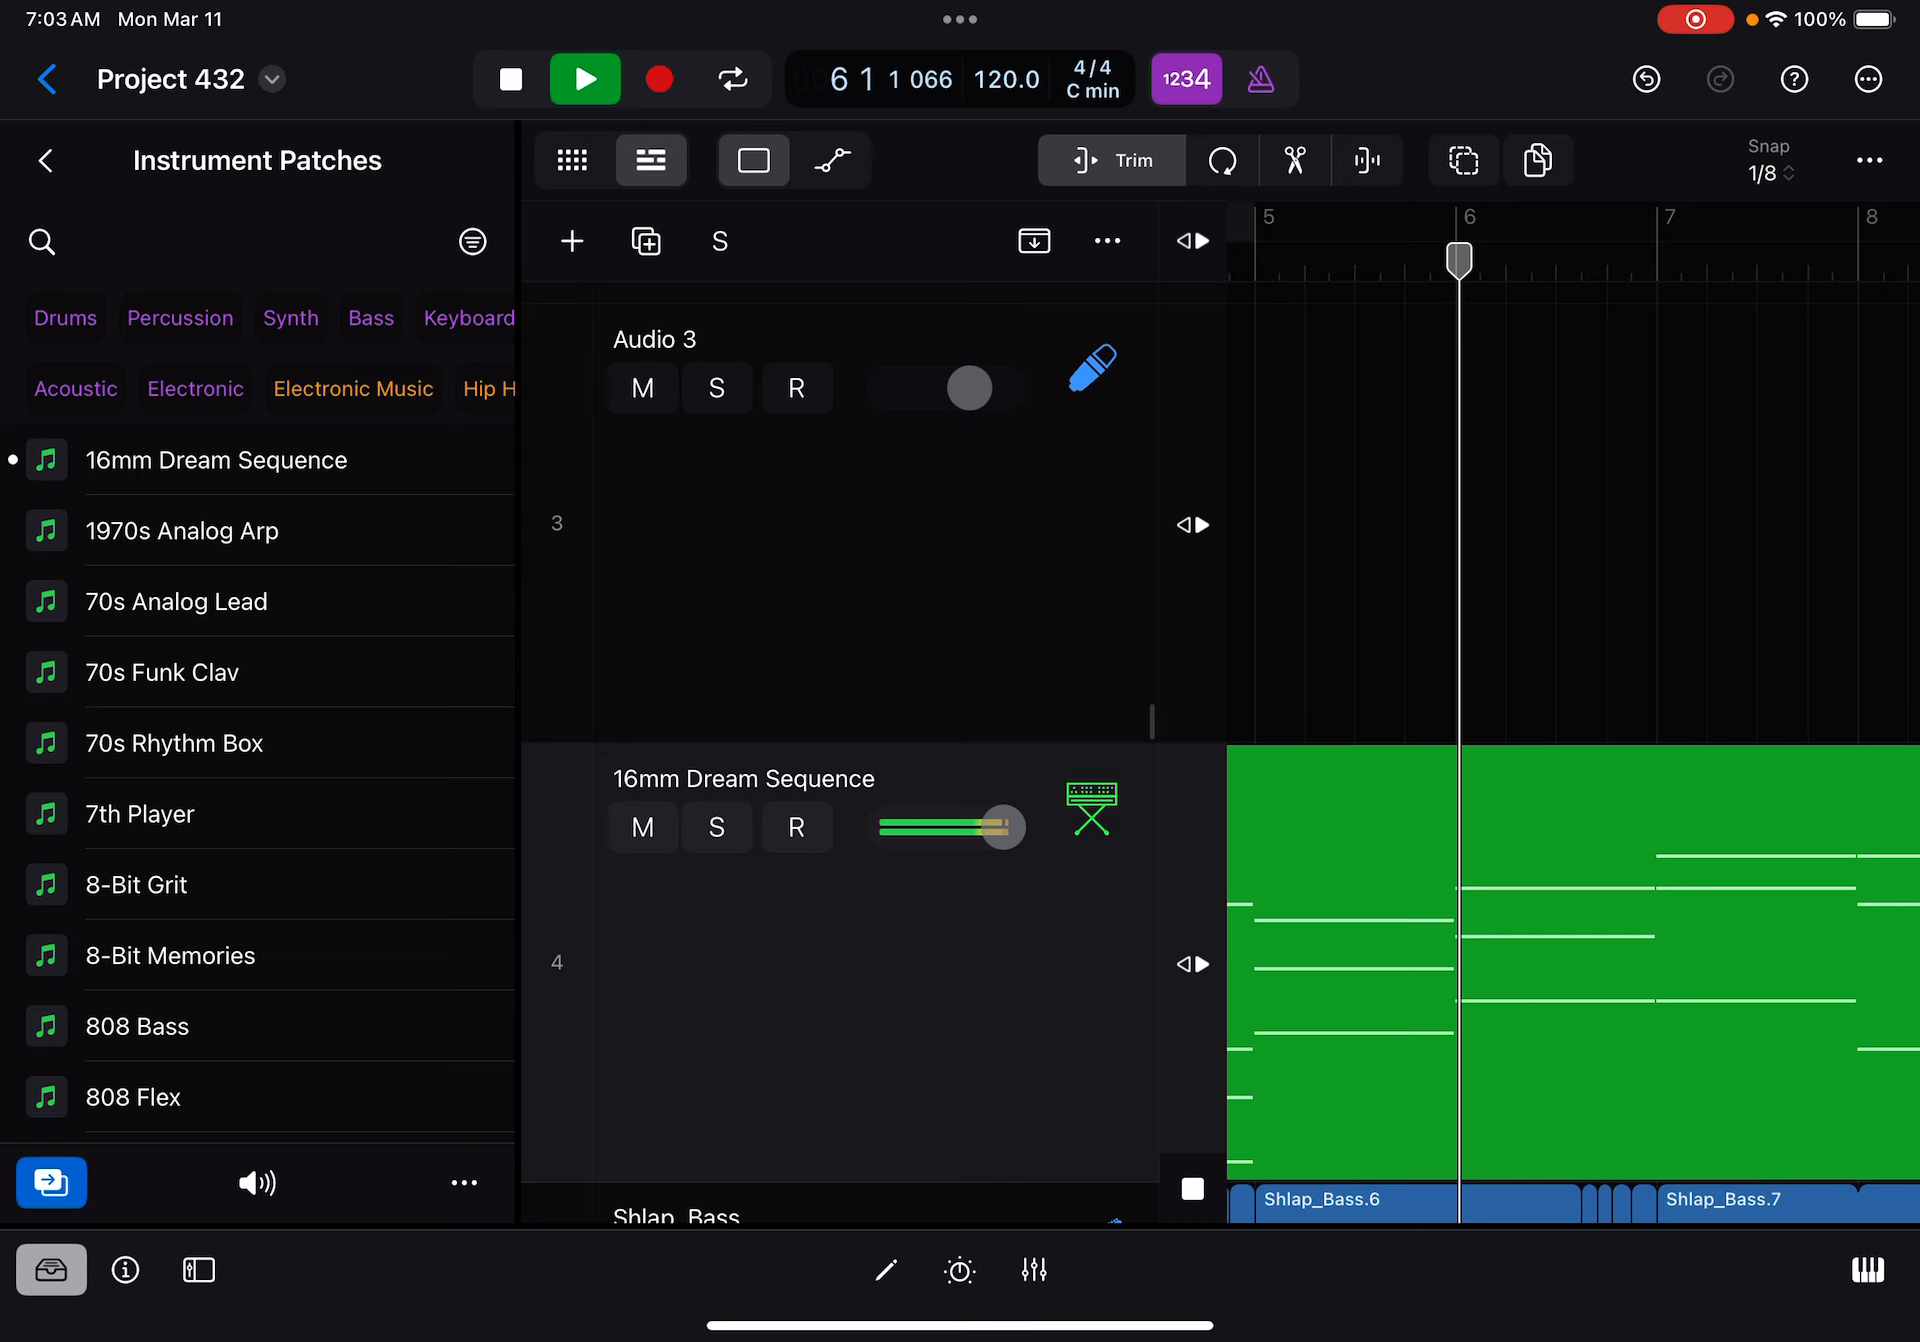 7:03 AM Mon Mar 11
100%
Project 432
6 1 1 066
120.0
4/4
C min
1234
Instrument Patches
Trim
Snap
1/8
S
5 6 7 8
Drums Percussion Synth Bass Keyboard
Acoustic Electronic Electronic Music Hip H
16mm Dream Sequence
1970s Analog Arp
70s Analog Lead
70s Funk Clav
70s Rhythm Box
7th Player
8-Bit Grit
8-Bit Memories
808 Bass
808 Flex
Audio 3
M S R
3
16mm Dream Sequence
M S R
4
Shlap_Bass
Shlap_Bass.6
Shlap_Bass.7